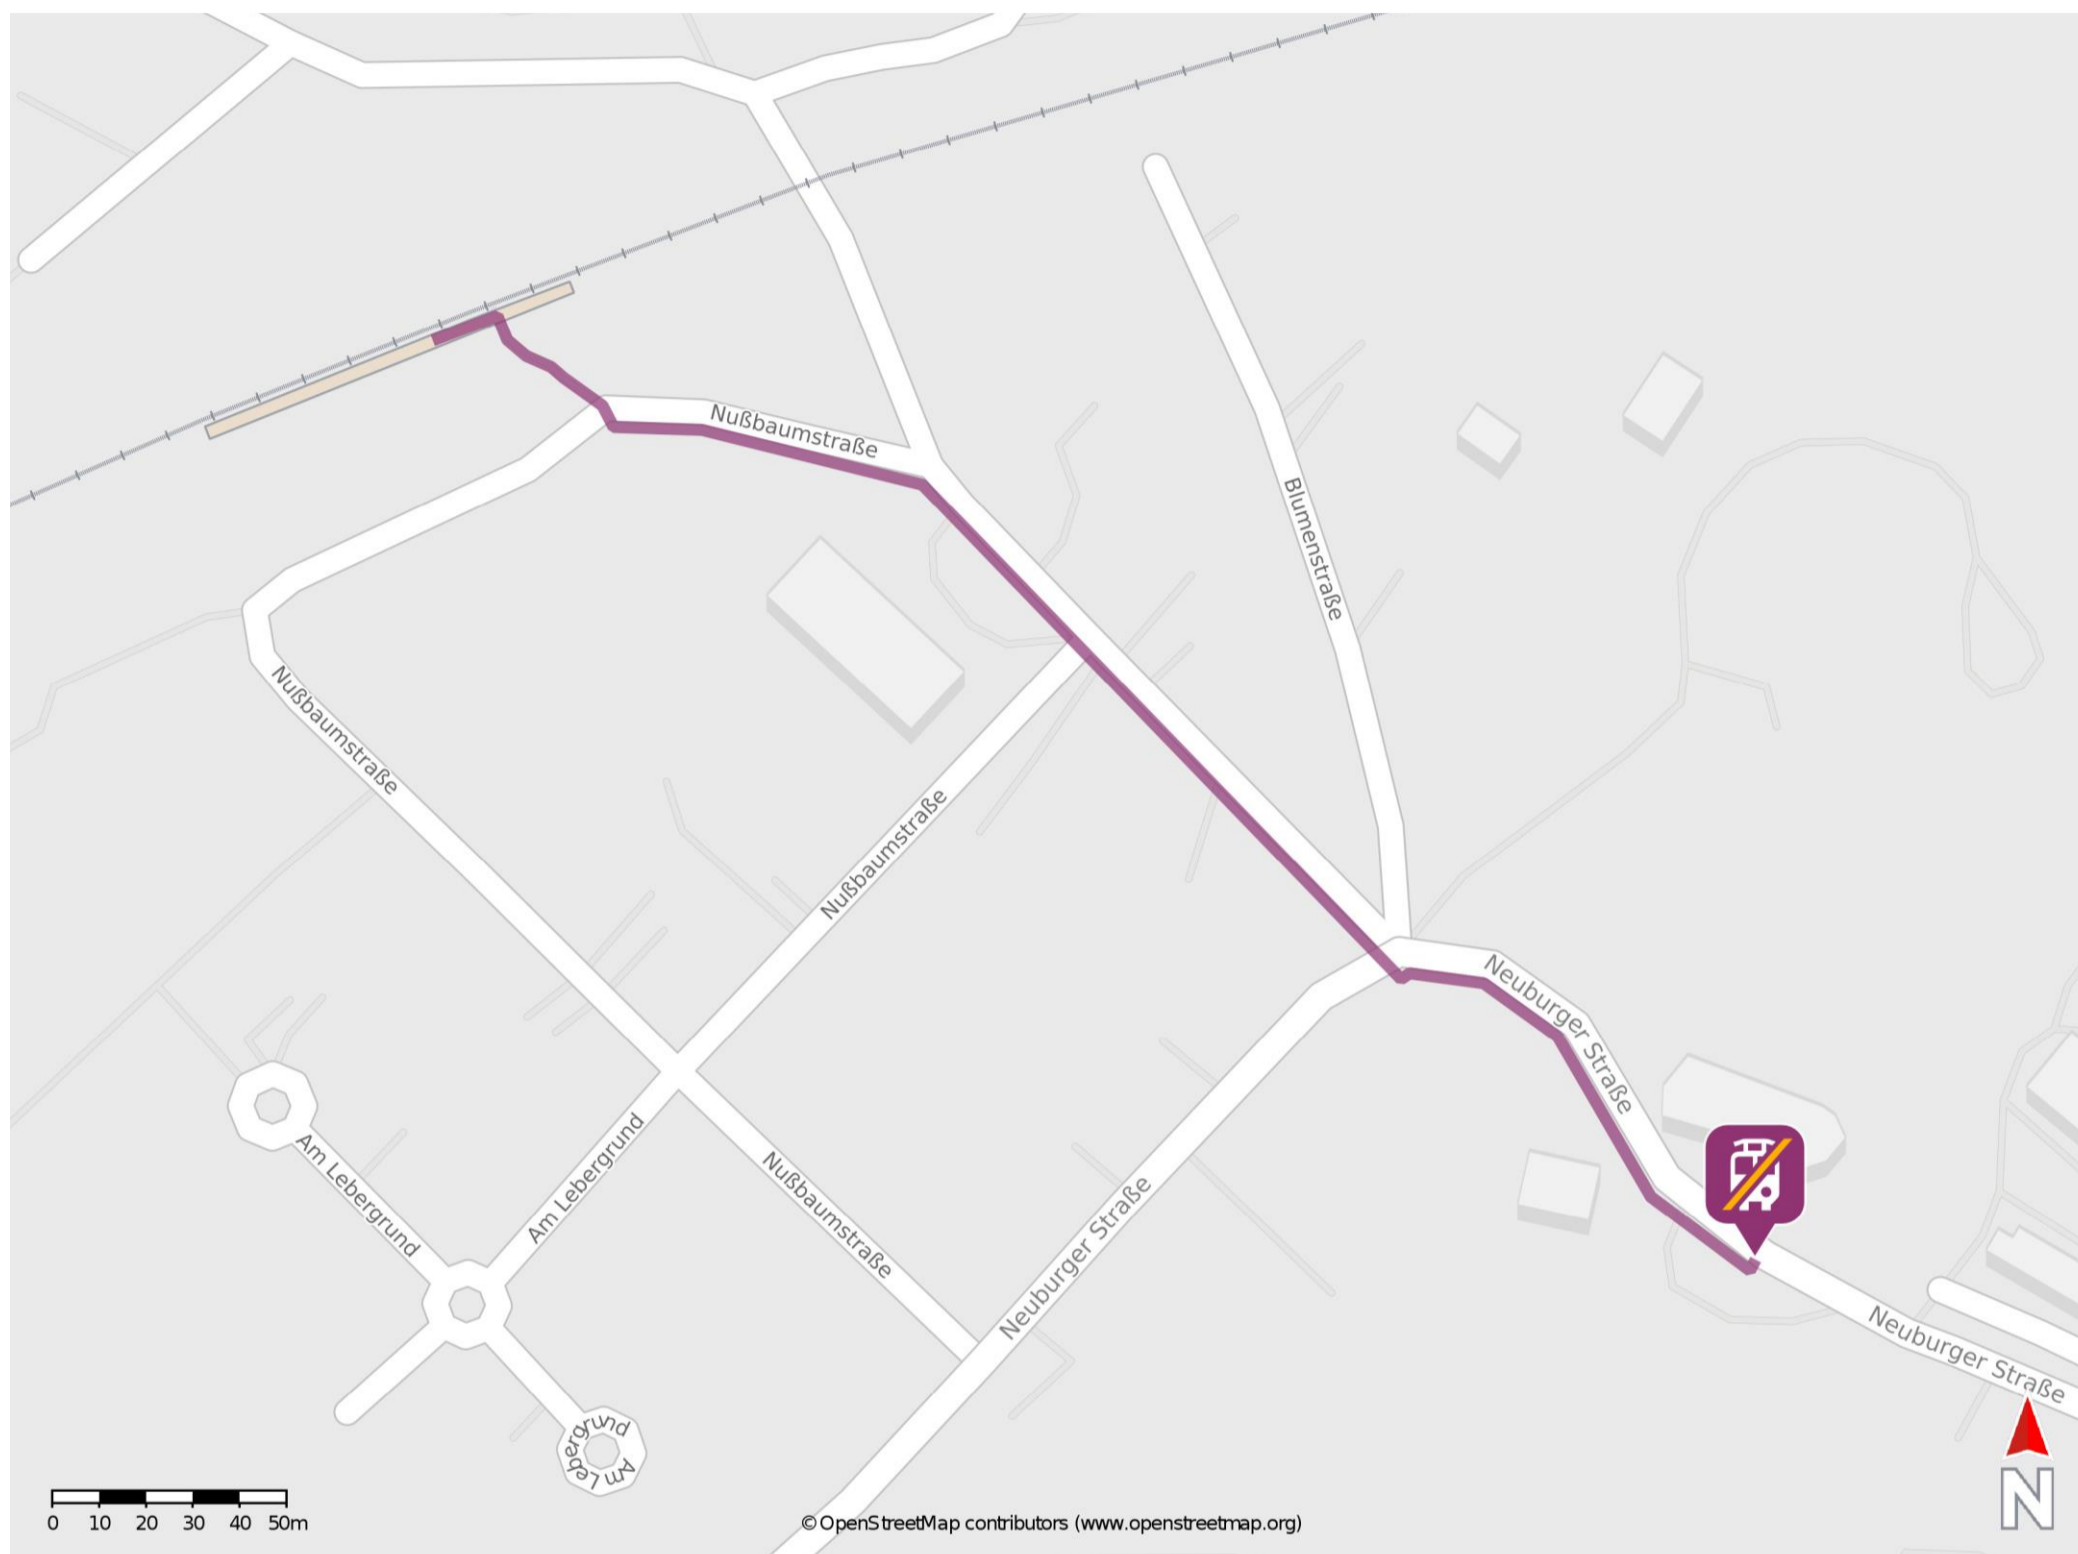 Nußbaumstraße
Blumenstraße
Nußbaumstraße
Nußbaumstraße
Neuburger Straße
Am Lebergrund
Am Lebergrund
Nußbaumstraße
Neuburger Straße
Neuburger Straße
Am Lebergrund
N
0 10 20 30 40 50m
© OpenStreetMap contributors (www.openstreetmap.org)